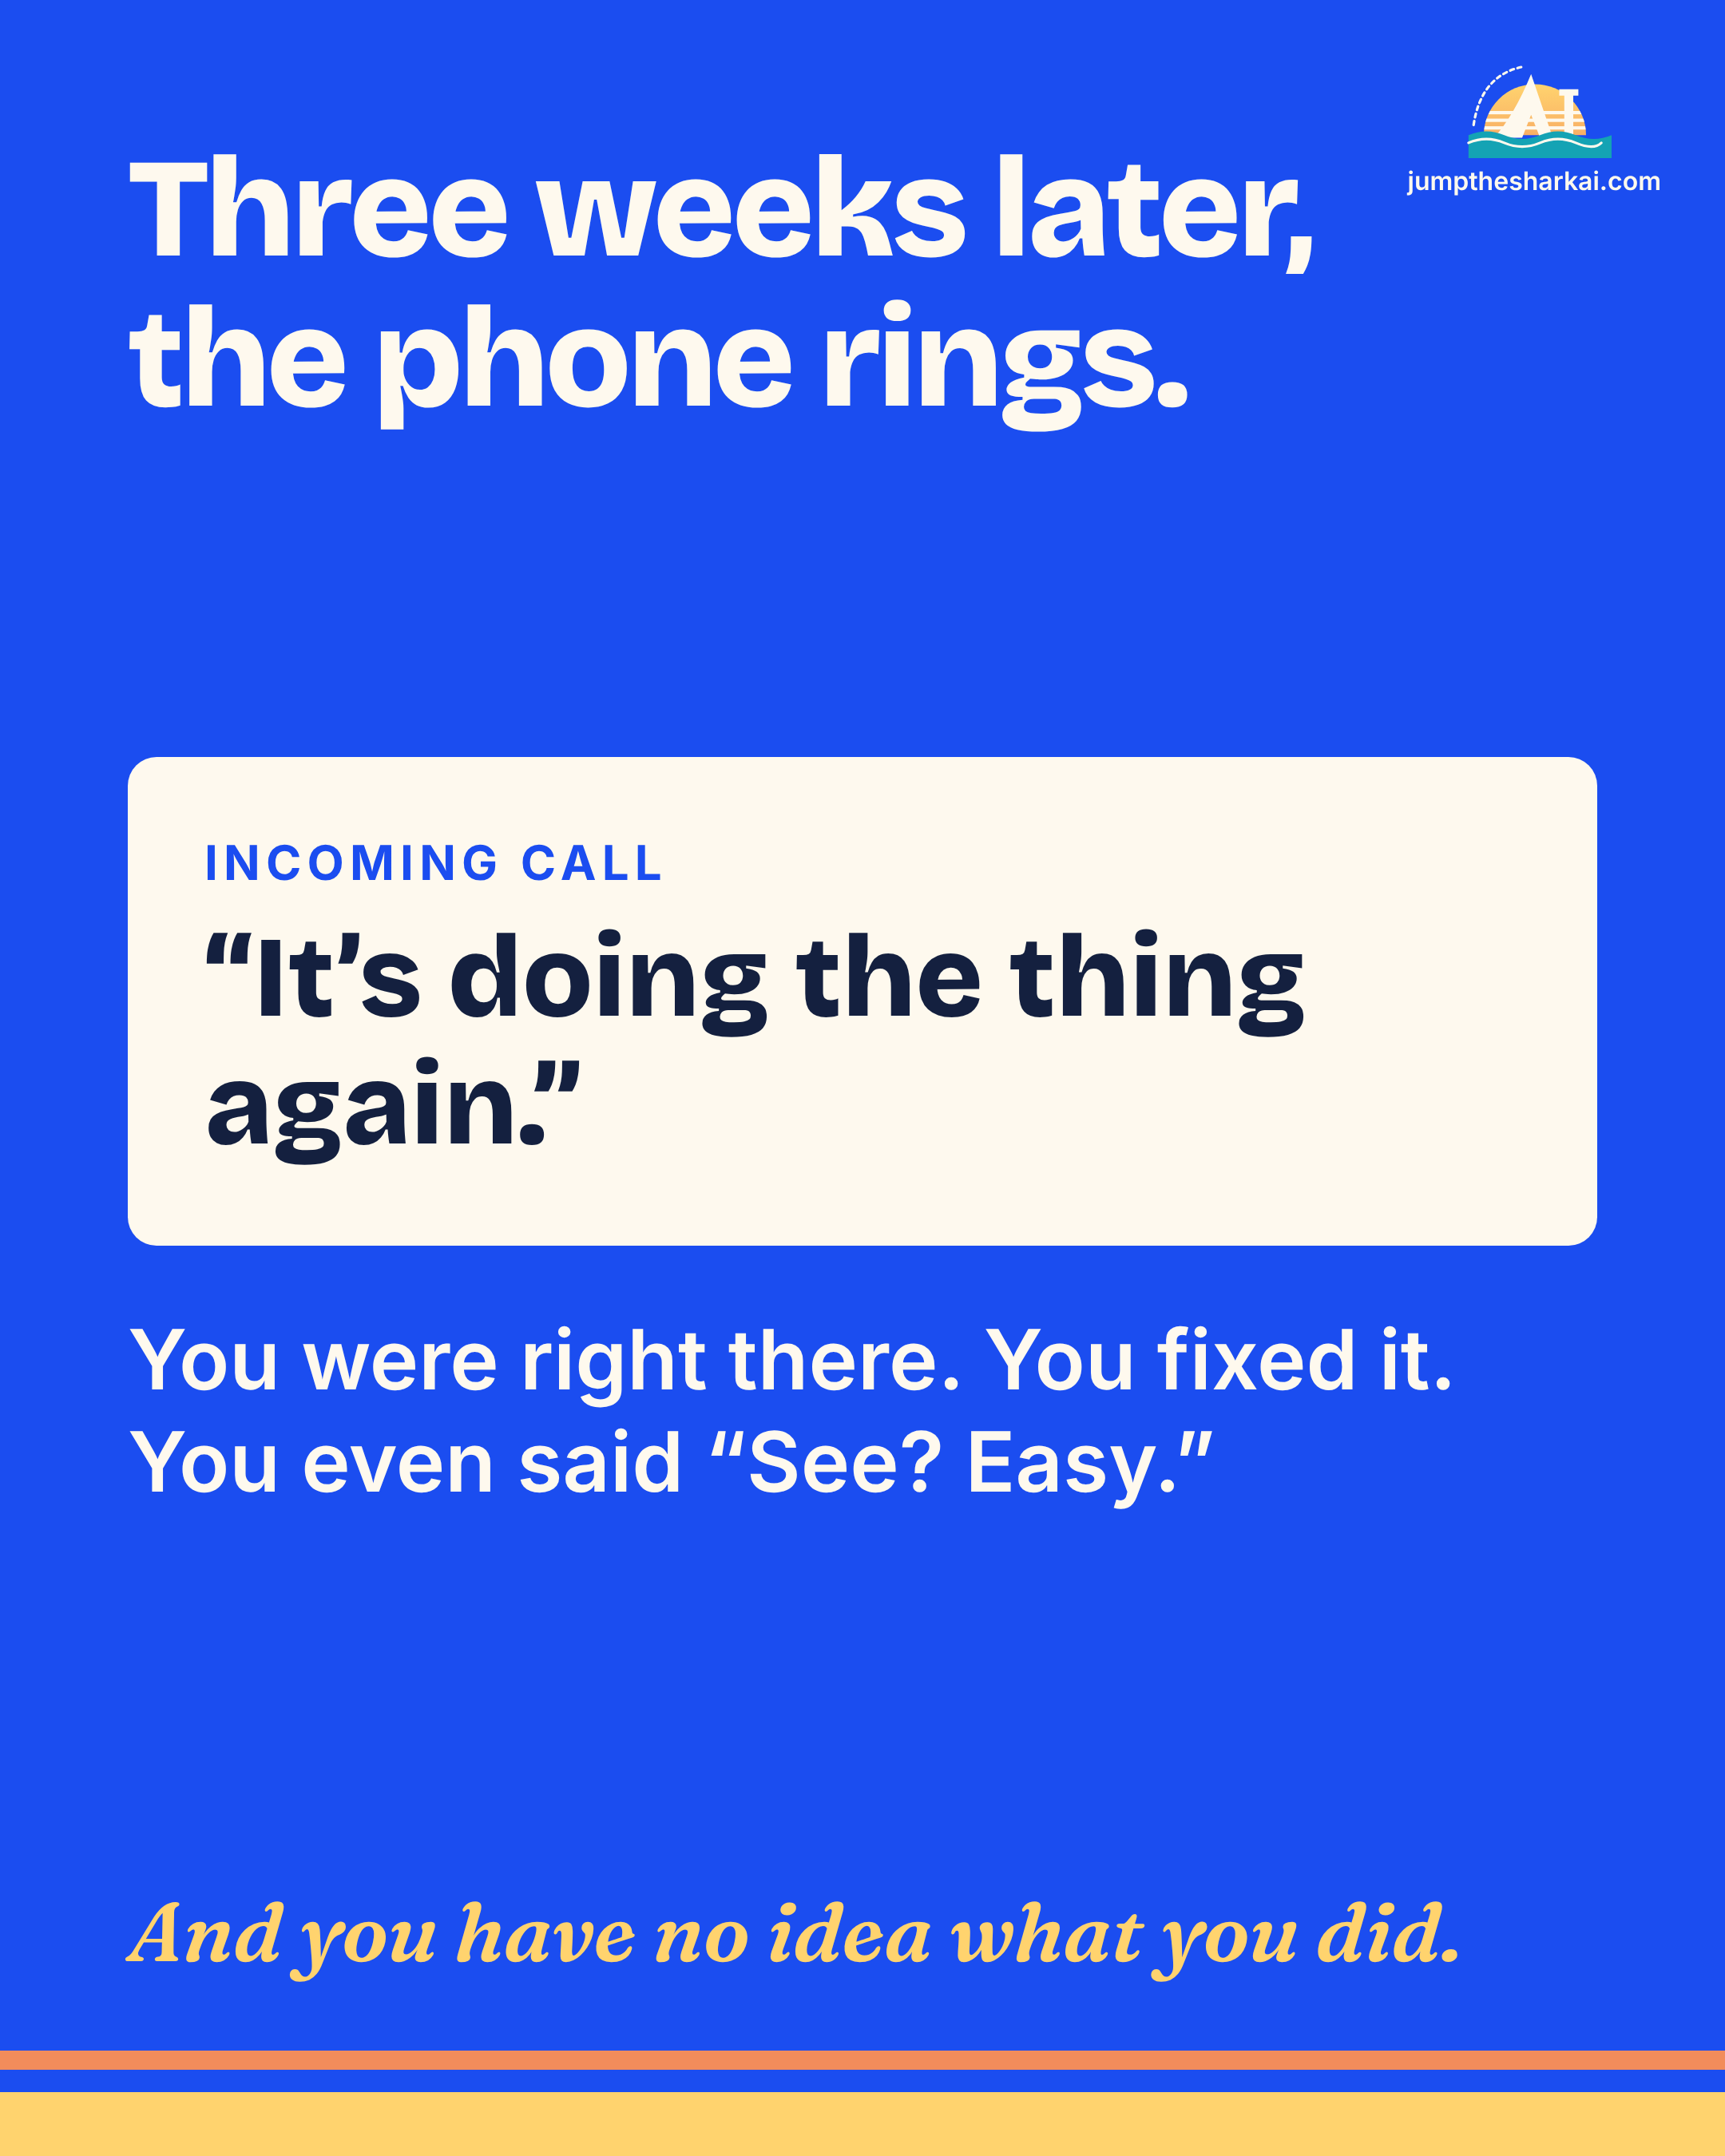 AI
jumpthesharkai.com
Three weeks later,
the phone rings.
INCOMING CALL
“It’s doing the thing
again.”
You were right there. You fixed it.
You even said “See? Easy.”
And you have no idea what you did.